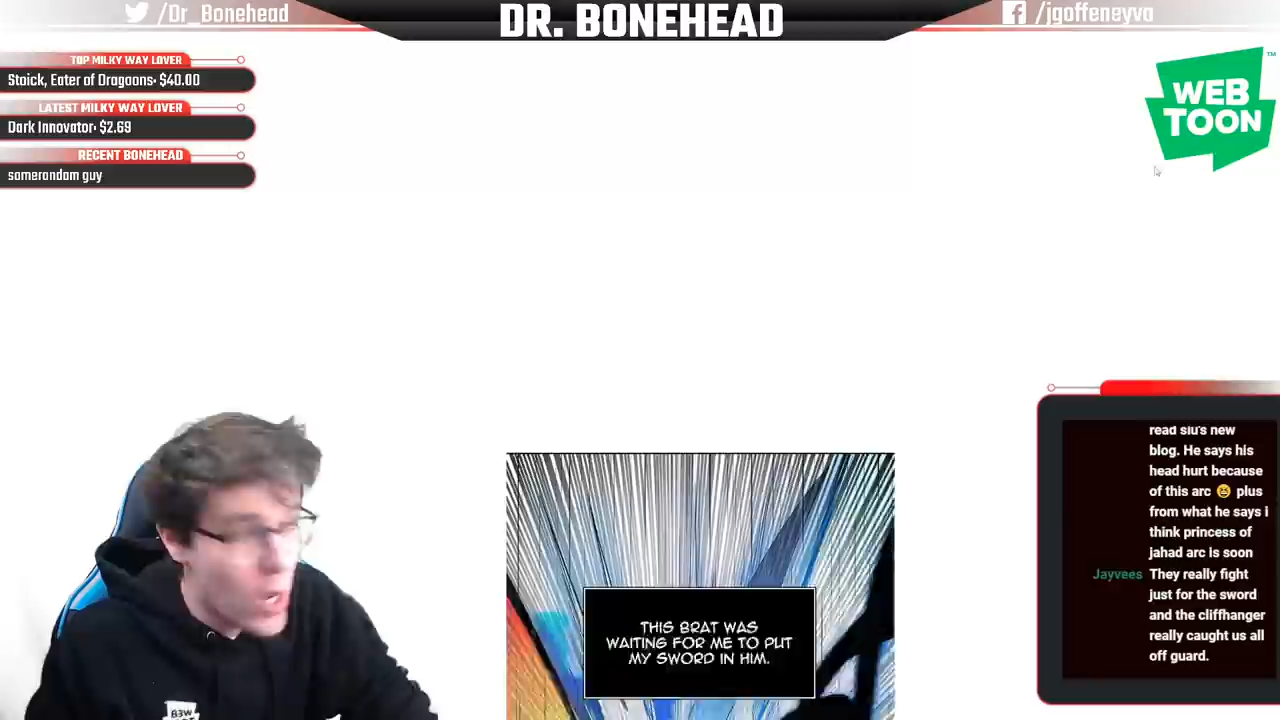 /Dr_Bonehead
DR. BONEHEAD
/jgoffeneyva
TOP MILKY WAY LOVER
Stoick, Eater of Dragoons: $40.00
LATEST MILKY WAY LOVER
Dark Innovator: $2.69
RECENT BONEHEAD
somerandom guy
WEB
TOON™
read siu's new
blog. He says his
head hurt because
of this arc 😆 plus
from what he says i
think princess of
jahad arc is soon
Jayvees They really fight
just for the sword
and the cliffhanger
really caught us all
off guard.
THIS BRAT WAS
WAITING FOR ME TO PUT
MY SWORD IN HIM.